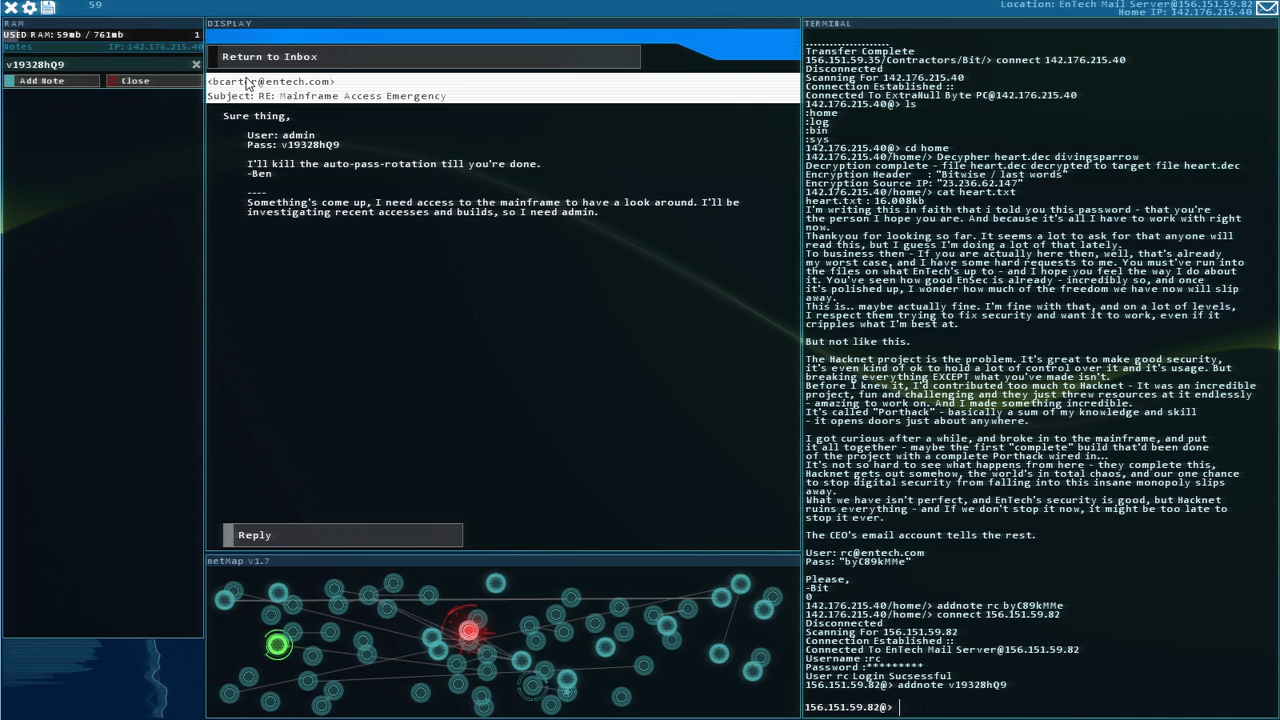 59
Location: EnTech Mail Server@156.151.59.82
Home IP: 142.176.215.40
RAM
USED RAM: 59mb / 761mb 1
Notes IP: 142.176.215.40
v19328hQ9
Add Note Close
DISPLAY
Return to Inbox
@entech.com>
Subject: RE: Mainframe Access Emergency
Sure thing,
User: admin
Pass: v19328hQ9
I'll kill the auto-pass-rotation till you're done.
-Ben
----
Something's come up, I need access to the mainframe to have a look around. I'll be
investigating recent accesses and builds, so I need admin.
Reply
netMap v1.7
TERMINAL
.....................
Transfer Complete
156.151.59.35/Contractors/Bit/> connect 142.176.215.40
Disconnected
Scanning For 142.176.215.40
Connection Established ::
Connected To ExtraNull Byte PC@142.176.215.40
142.176.215.40@> ls
:home
:log
:bin
:sys
142.176.215.40@> cd home
142.176.215.40/home/> Decypher heart.dec divingsparrow
Decryption complete - file heart.dec decrypted to target file heart.dec
Encryption Header   : "Bitwise / last words"
Encryption Source IP: "23.236.62.147"
142.176.215.40/home/> cat heart.txt
heart.txt : 16.008kb
I'm writing this in faith that i told you this password - that you're
the person I hope you are. And because it's all I have to work with right
now.
Thankyou for looking so far. It seems a lot to ask for that anyone will
read this, but I guess I'm doing a lot of that lately.
To business then - If you are actually here then, well, that's already
my worst case, and I have some hard requests to me. You must've run into
the files on what EnTech's up to - and I hope you feel the way I do about
it. You've seen how good EnSec is already - incredibly so, and once
it's polished up, I wonder how much of the freedom we have now will slip
away.
This is.. maybe actually fine. I'm fine with that, and on a lot of levels,
I respect them trying to fix security and want it to work, even if it
cripples what I'm best at.
But not like this.
The Hacknet project is the problem. It's great to make good security,
it's even kind of ok to hold a lot of control over it and it's usage. But
breaking everything EXCEPT what you've made isn't.
Before I knew it, I'd contributed too much to Hacknet - It was an incredible
project, fun and challenging and they just threw resources at it endlessly
- amazing to work on. And I made something incredible.
It's called "Porthack" - basically a sum of my knowledge and skill
- it opens doors just about anywhere.
I got curious after a while, and broke in to the mainframe, and put
it all together - maybe the first "complete" build that'd been done
of the project with a complete Porthack wired in...
It's not so hard to see what happens from here - they complete this,
Hacknet gets out somehow, the world's in total chaos, and our one chance
to stop digital security from falling into this insane monopoly slips
away.
What we have isn't perfect, and EnTech's security is good, but Hacknet
ruins everything - and If we don't stop it now, it might be too late to
stop it ever.
The CEO's email account tells the rest.
User: rc@entech.com
Pass: "byC89kMMe"
Please,
-Bit
0
142.176.215.40/home/> addnote rc byC89kMMe
142.176.215.40/home/> connect 156.151.59.82
Disconnected
Scanning For 156.151.59.82
Connection Established ::
Connected To EnTech Mail Server@156.151.59.82
Username :rc
Password :*********
User rc Login Sucsessful
156.151.59.82@> addnote v19328hQ9
156.151.59.82@>